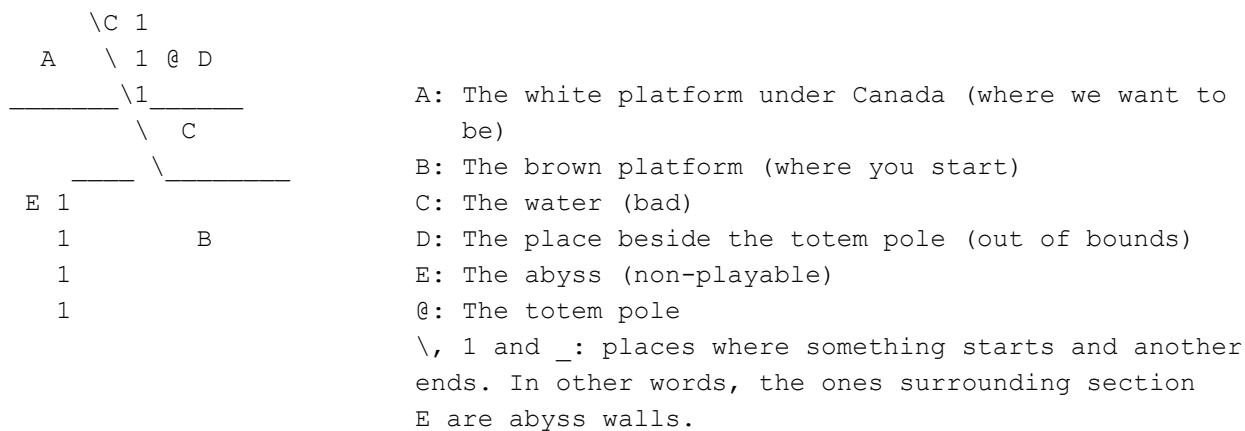 \C 1
A \ 1 @ D
_______\1______ A: The white platform under Canada (where we want to
\ C be)
____ \________ B: The brown platform (where you start)
E 1 C: The water (bad)
1 B D: The place beside the totem pole (out of bounds)
1 E: The abyss (non-playable)
1 @: The totem pole
\, 1 and _: places where something starts and another
ends. In other words, the ones surrounding section
E are abyss walls.